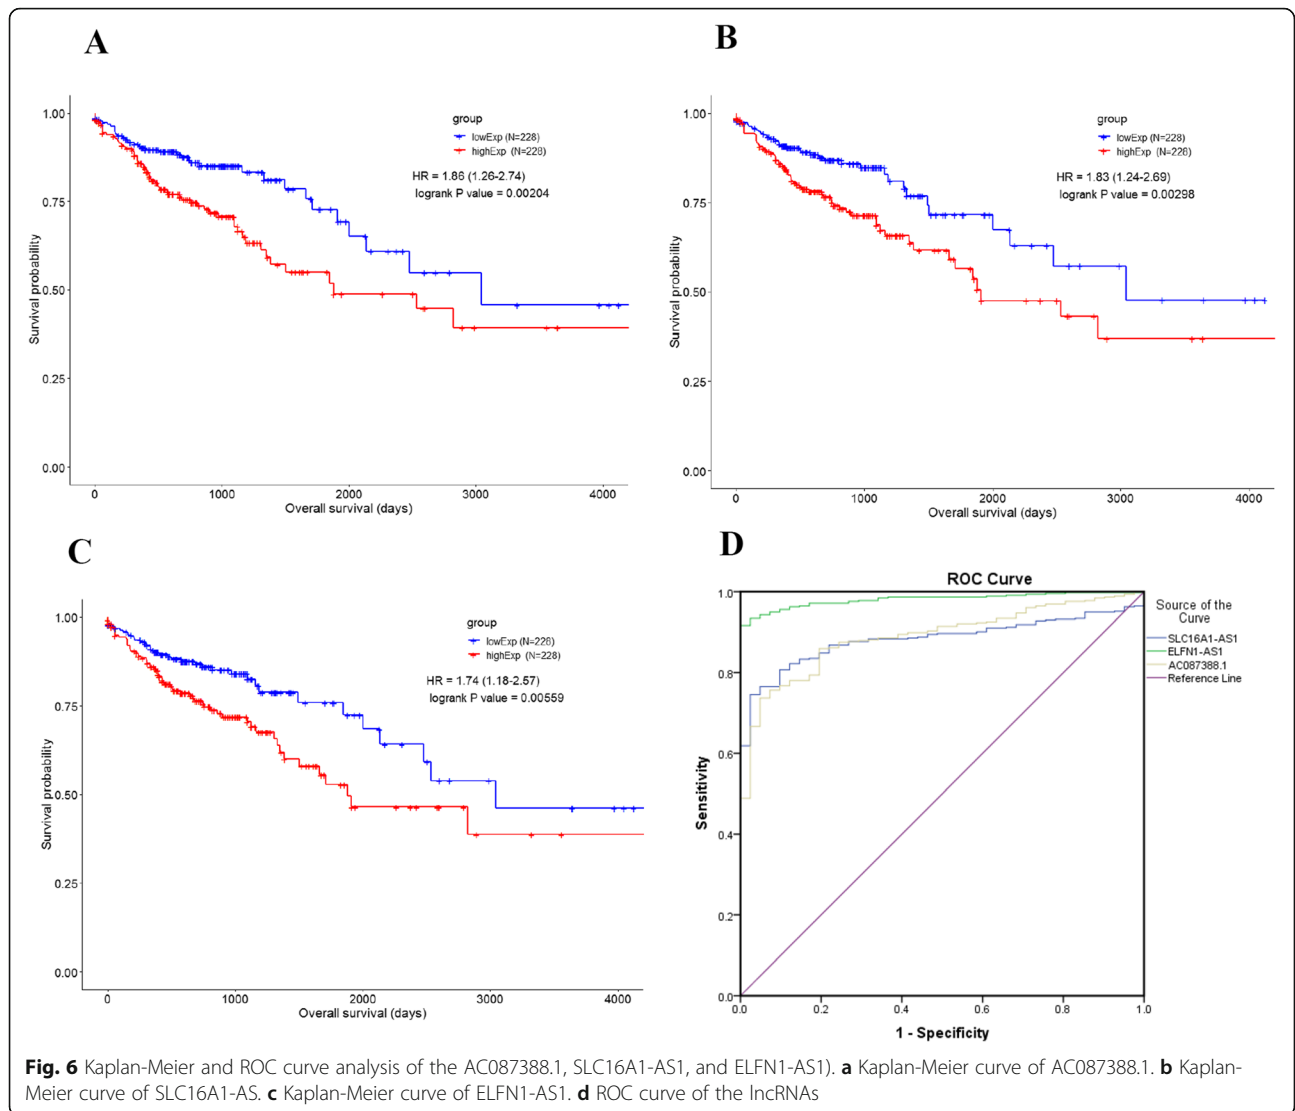 A
group
lowExp (N=228)
highExp (N=228)
HR = 1.86 (1.26-2.74)
logrank P value = 0.00204
Survival probability
1.00
0.75
0.50
0.25
0.00
0
1000
2000
3000
4000
Overall survival (days)
B
group
lowExp (N=228)
highExp (N=228)
HR = 1.83 (1.24-2.69)
logrank P value = 0.00298
Survival probability
1.00
0.75
0.50
0.25
0.00
0
1000
2000
3000
4000
Overall survival (days)
C
group
lowExp (N=228)
highExp (N=228)
HR = 1.74 (1.18-2.57)
logrank P value = 0.00559
Survival probability
1.00
0.75
0.50
0.25
0.00
0
1000
2000
3000
4000
Overall survival (days)
D
ROC Curve
Source of the
Curve
SLC16A1-AS1
ELFN1-AS1
AC087388.1
Reference Line
Sensitivity
1.0
0.8
0.6
0.4
0.2
0.0
0.0
0.2
0.4
0.6
0.8
1.0
1 - Specificity
Fig. 6 Kaplan-Meier and ROC curve analysis of the AC087388.1, SLC16A1-AS1, and ELFN1-AS1). a Kaplan-Meier curve of AC087388.1. b Kaplan-
Meier curve of SLC16A1-AS. c Kaplan-Meier curve of ELFN1-AS1. d ROC curve of the lncRNAs